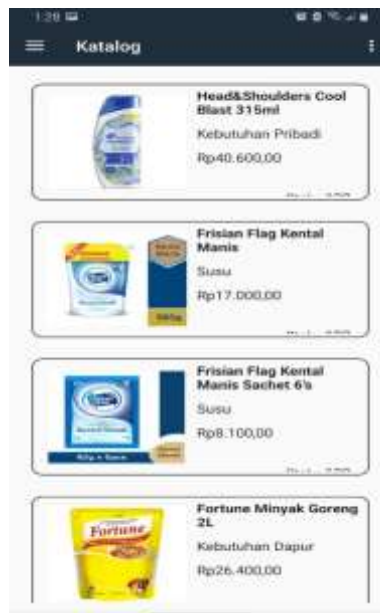 1:28
Katalog
Head&Shoulders Cool
Blast 315ml
Kebutuhan Pribadi
Rp40.600,00
Frisian Flag Kental
Manis
Susu
Rp17.000,00
Frisian Flag Kental
Manis Sachet 6's
Susu
Rp8.100,00
Fortune
Fortune Minyak Goreng
2L
Kebutuhan Dapur
Rp26.400,00